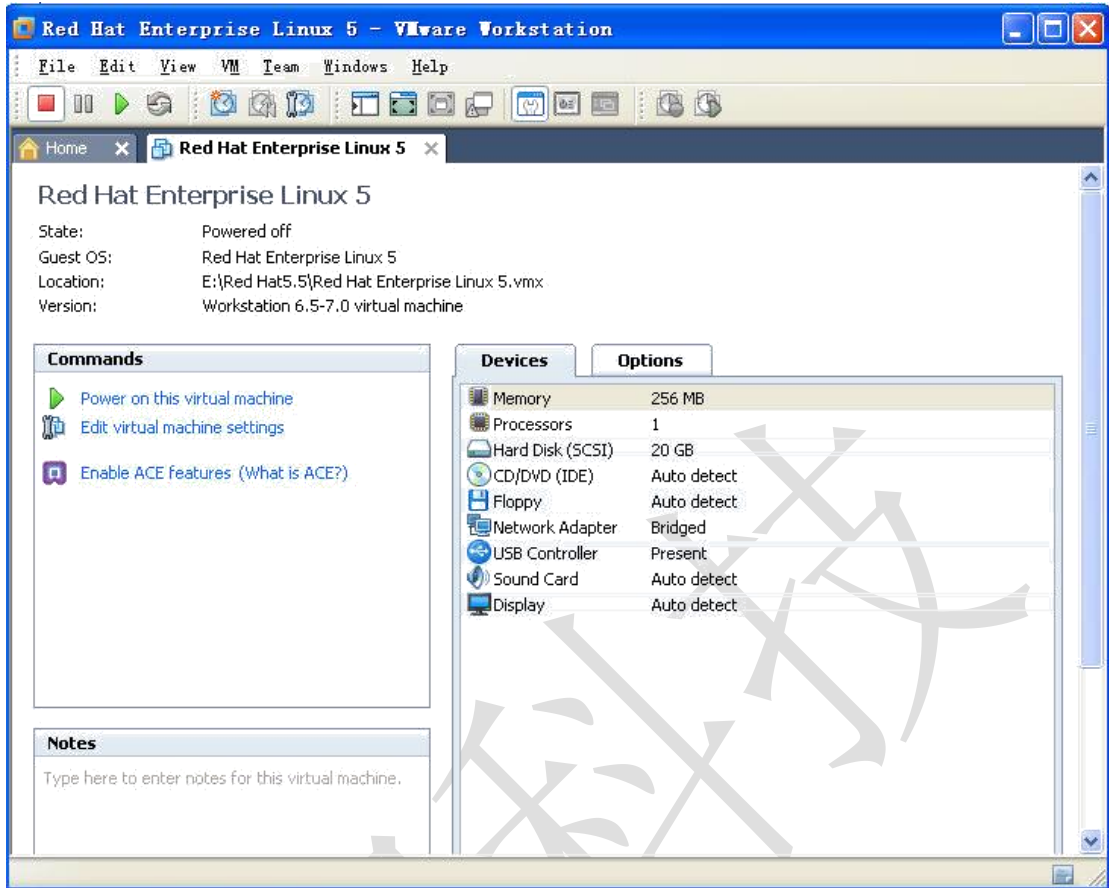 Red Hat Enterprise Linux 5 - VMware Workstation
File Edit View VM Team Windows Help
Home Red Hat Enterprise Linux 5
Red Hat Enterprise Linux 5
State: Powered off
Guest OS: Red Hat Enterprise Linux 5
Location: E:\Red Hat5.5\Red Hat Enterprise Linux 5.vmx
Version: Workstation 6.5-7.0 virtual machine
Commands
Power on this virtual machine
Edit virtual machine settings
Enable ACE features (What is ACE?)
Notes
Type here to enter notes for this virtual machine.
Devices Options
Memory 256 MB
Processors 1
Hard Disk (SCSI) 20 GB
CD/DVD (IDE) Auto detect
Floppy Auto detect
Network Adapter Bridged
USB Controller Present
Sound Card Auto detect
Display Auto detect
科技